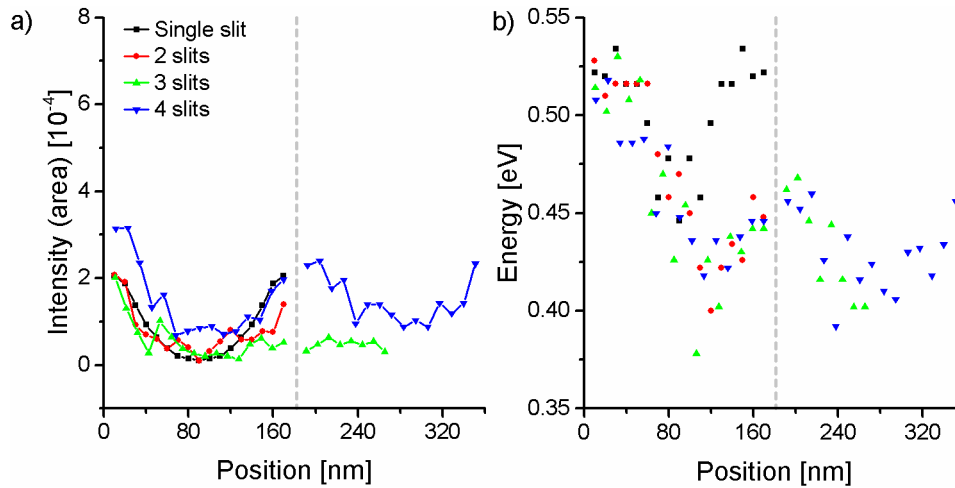 a)
Single slit
2 slits
3 slits
4 slits
Intensity (area) [10⁻⁴]
8
6
4
2
0
0
80
160
240
320
Position [nm]
b)
Energy [eV]
0.55
0.50
0.45
0.40
0.35
0
80
160
240
320
Position [nm]